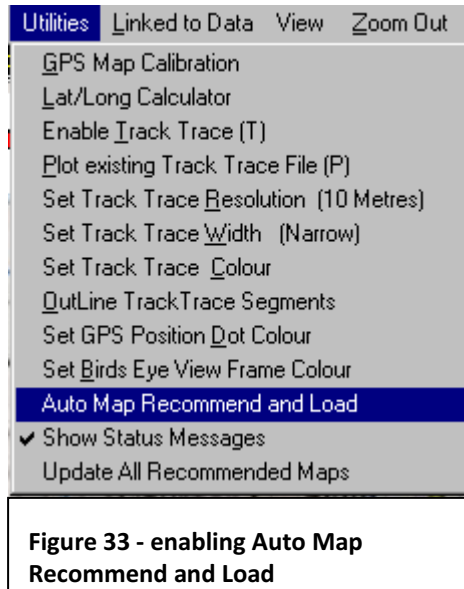 Utilities Linked to Data View Zoom Out
GPS Map Calibration
Lat/Long Calculator
Enable Track Trace (T)
Plot existing Track Trace File (P)
Set Track Trace Resolution (10 Metres)
Set Track Trace Width (Narrow)
Set Track Trace Colour
OutLine TrackTrace Segments
Set GPS Position Dot Colour
Set Birds Eye View Frame Colour
Auto Map Recommend and Load
✓ Show Status Messages
Update All Recommended Maps
Figure 33 - enabling Auto Map
Recommend and Load